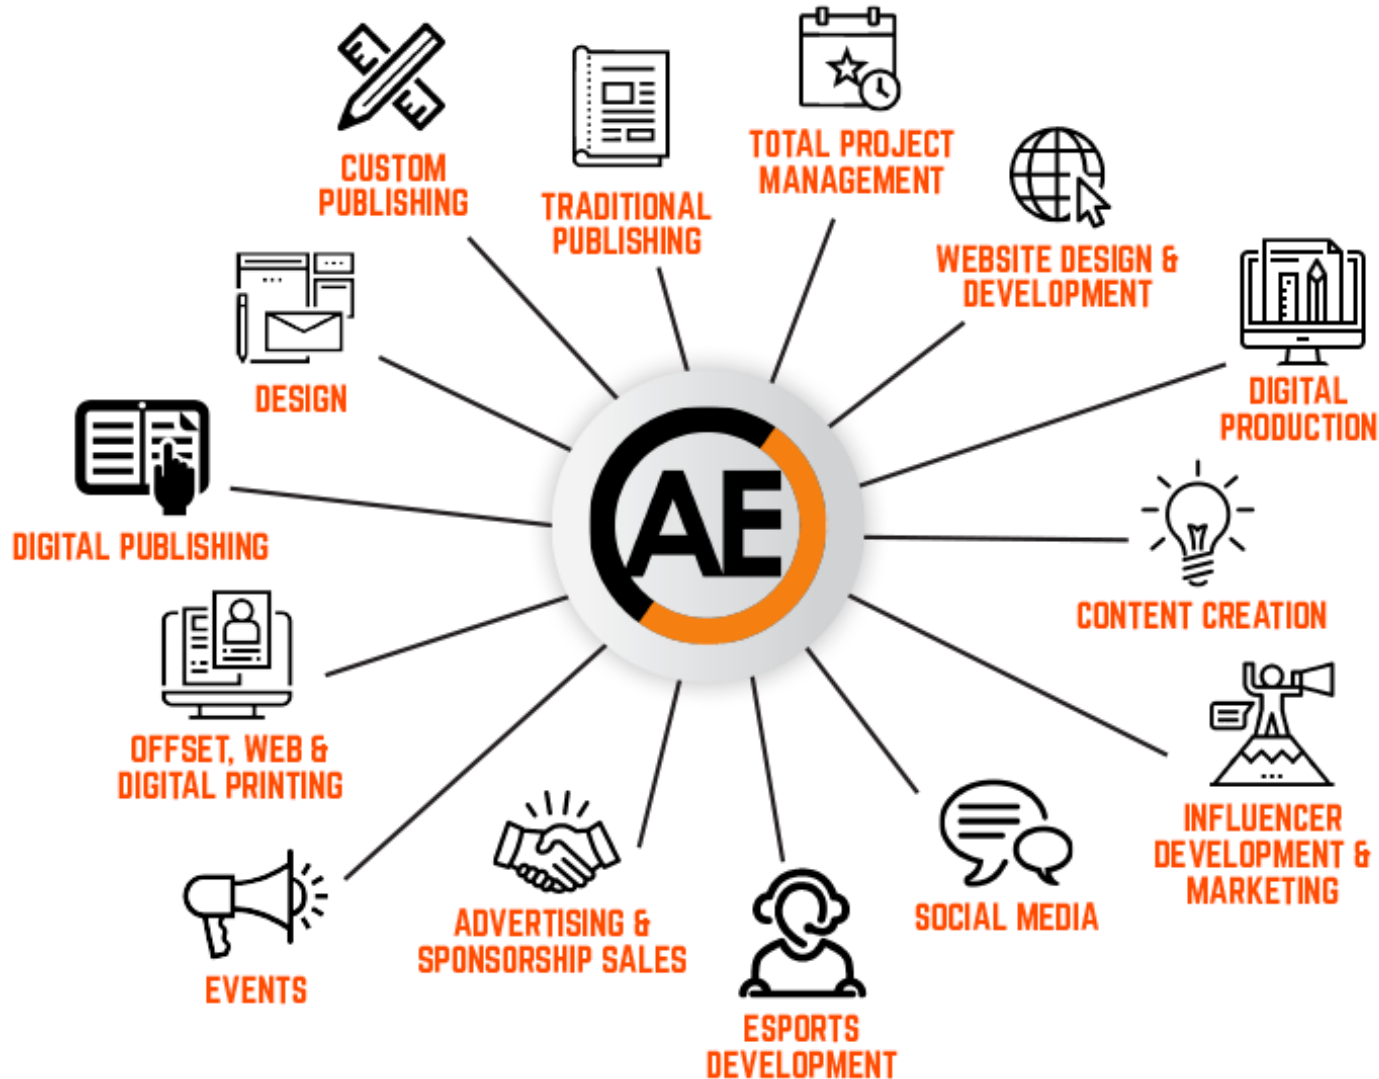 CUSTOM
PUBLISHING
TRADITIONAL
PUBLISHING
TOTAL PROJECT
MANAGEMENT
WEBSITE DESIGN &
DEVELOPMENT
DIGITAL
PRODUCTION
DESIGN
DIGITAL PUBLISHING
AE
CONTENT CREATION
OFFSET, WEB &
DIGITAL PRINTING
INFLUENCER
DEVELOPMENT &
MARKETING
EVENTS
ADVERTISING &
SPONSORSHIP SALES
ESPORTS
DEVELOPMENT
SOCIAL MEDIA